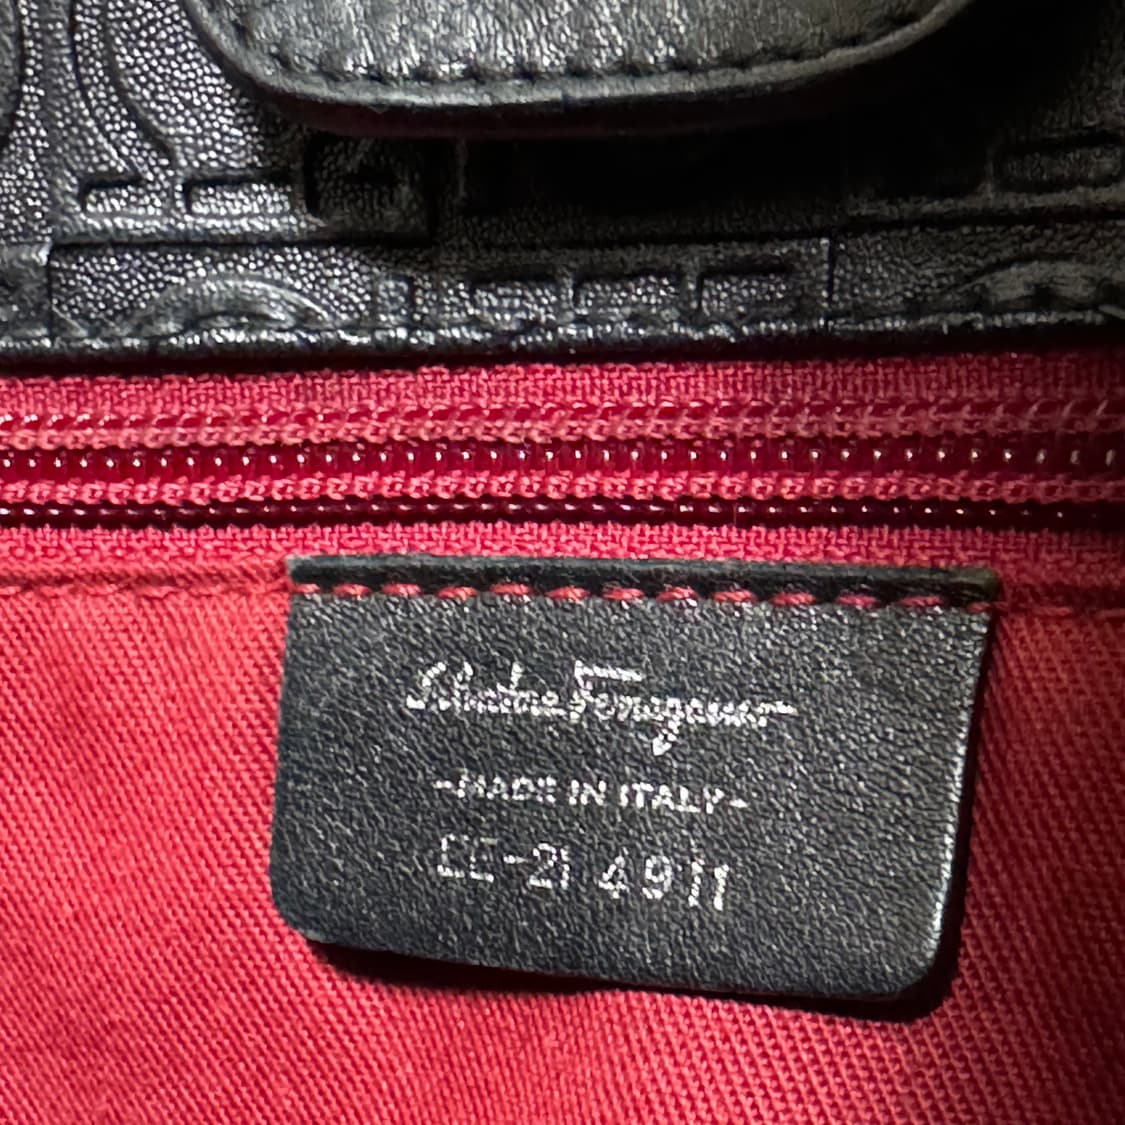 Salvatore Ferragamo
-MADE IN ITALY-
EE-21 4911